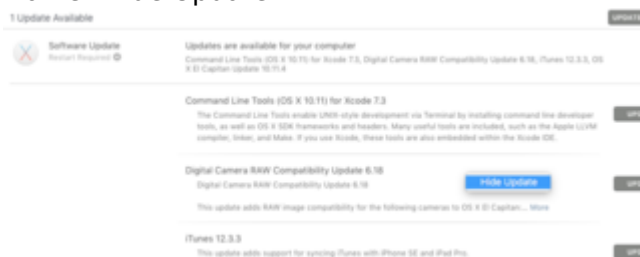 1 Update Available
UPDATE
Software Update
Restart Required
Updates are available for your computer
Command Line Tools (OS X 10.11) for Xcode 7.3, Digital Camera RAW Compatibility Update 6.18, iTunes 12.3.3, OS
X El Capitan Update 10.11.4
Command Line Tools (OS X 10.11) for Xcode 7.3
The Command Line Tools enable UNIX-style development via Terminal by installing command line developer
tools, as well as OS X SDK frameworks and headers. Many useful tools are included, such as the Apple LLVM
compiler, linker, and Make. If you use Xcode, these tools are also embedded within the Xcode IDE.
Digital Camera RAW Compatibility Update 6.18
Digital Camera RAW Compatibility Update 6.18
Hide Update
This update adds RAW image compatibility for the following cameras to OS X El Capitan:... More
iTunes 12.3.3
This update adds support for syncing iTunes with iPhone SE and iPad Pro.